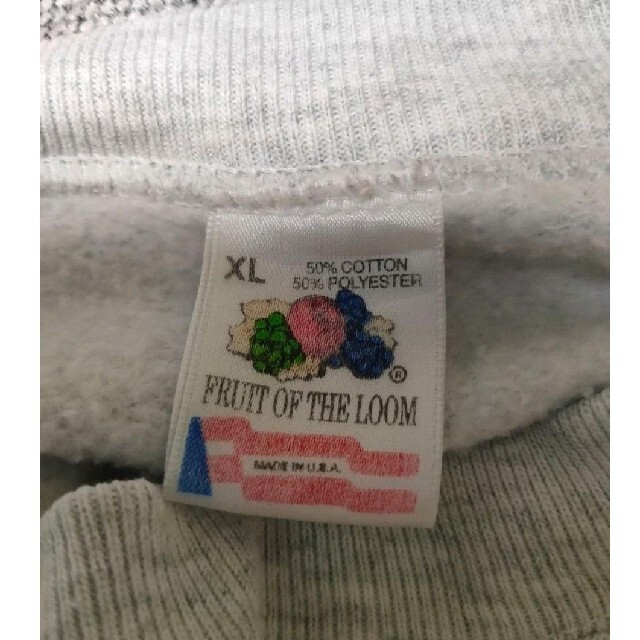 XL
50% COTTON
50% POLYESTER
®
FRUIT OF THE LOOM
MADE IN U.S.A.